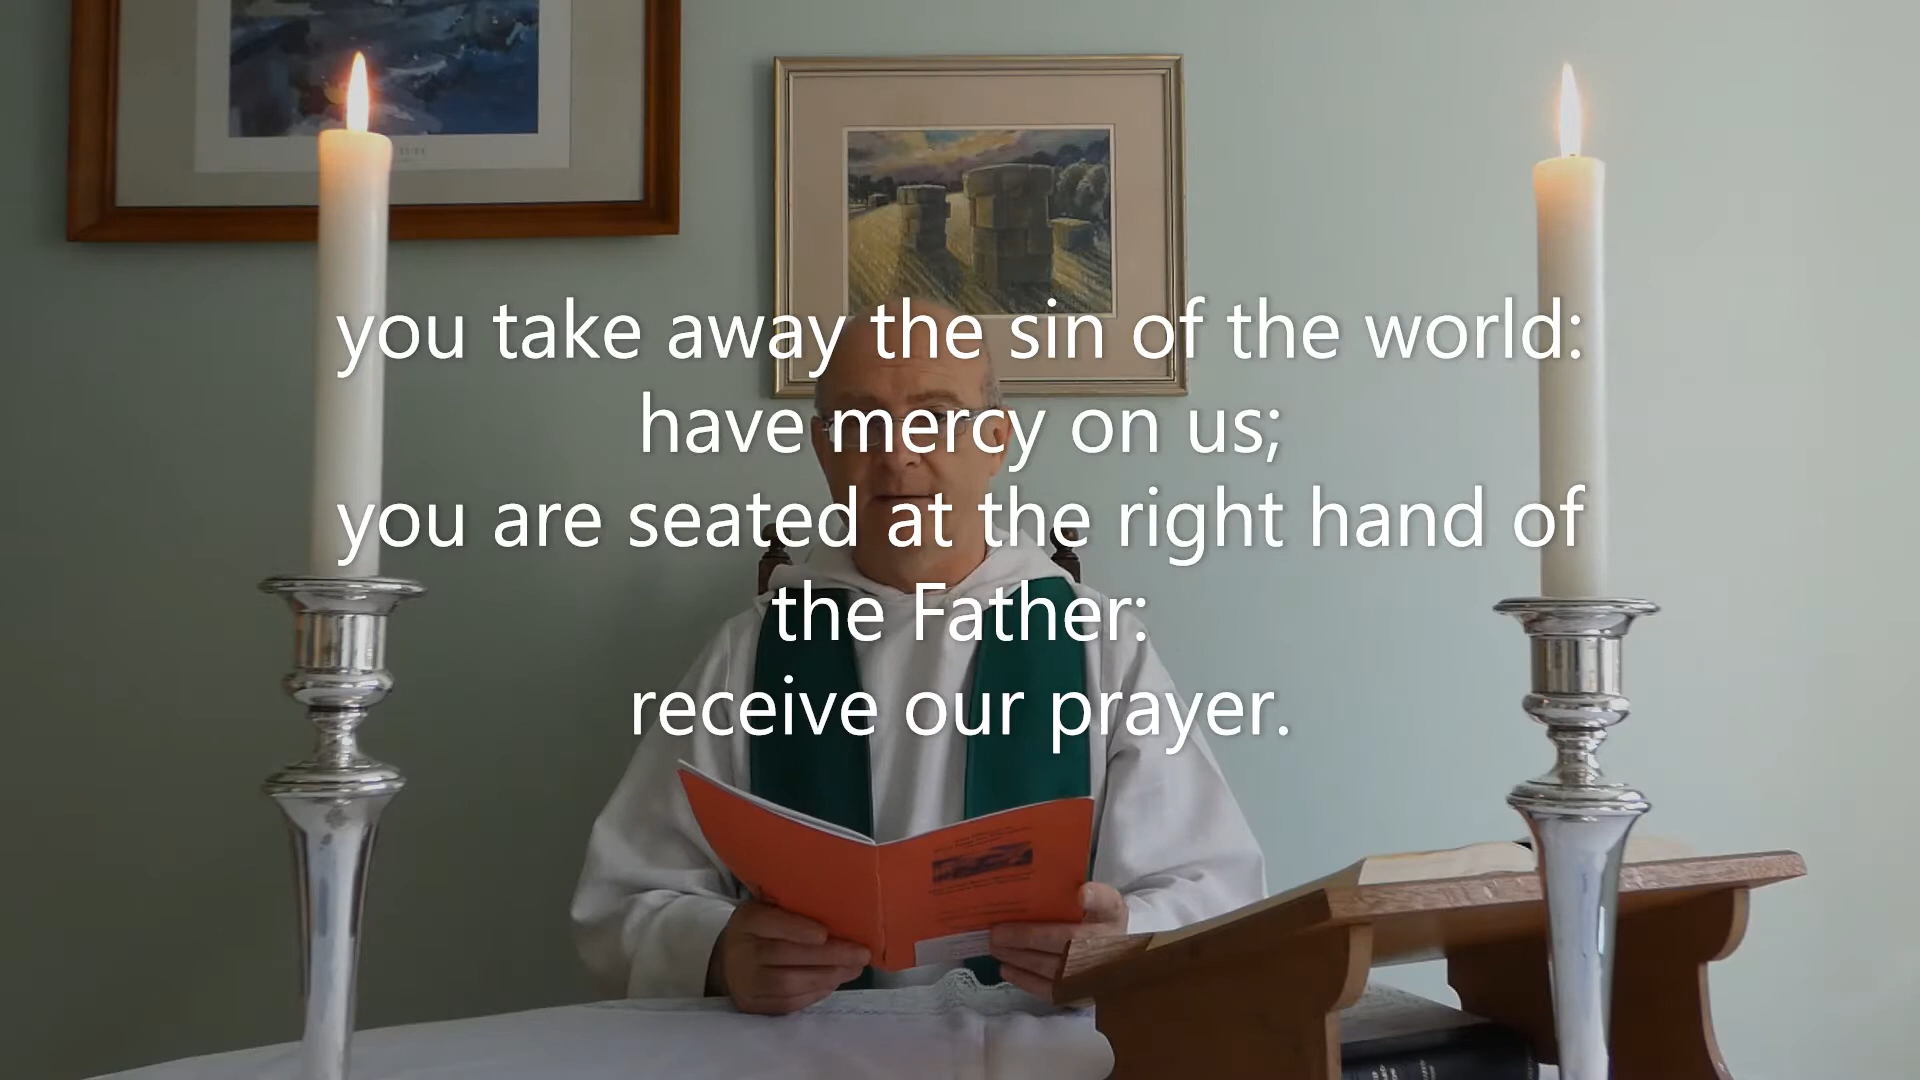 you take away the sin of the world:
have mercy on us;
you are seated at the right hand of
the Father:
receive our prayer.